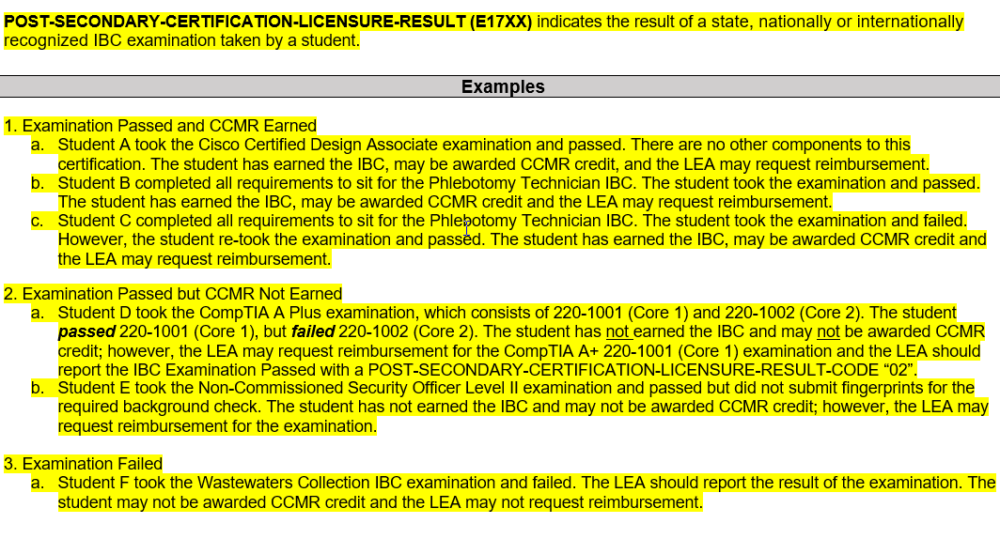 POST-SECONDARY-CERTIFICATION-LICENSURE-RESULT (E17XX) indicates the result of a state, nationally or internationally
recognized IBC examination taken by a student.
Examples
1. Examination Passed and CCMR Earned
a. Student A took the Cisco Certified Design Associate examination and passed. There are no other components to this
certification. The student has earned the IBC, may be awarded CCMR credit, and the LEA may request reimbursement.
b. Student B completed all requirements to sit for the Phlebotomy Technician IBC. The student took the examination and passed.
The student has earned the IBC, may be awarded CCMR credit and the LEA may request reimbursement.
c. Student C completed all requirements to sit for the Phlebotomy Technician IBC. The student took the examination and failed.
However, the student re-took the examination and passed. The student has earned the IBC, may be awarded CCMR credit and
the LEA may request reimbursement.
2. Examination Passed but CCMR Not Earned
a. Student D took the CompTIA A Plus examination, which consists of 220-1001 (Core 1) and 220-1002 (Core 2). The student
passed 220-1001 (Core 1), but failed 220-1002 (Core 2). The student has not earned the IBC and may not be awarded CCMR
credit; however, the LEA may request reimbursement for the CompTIA A+ 220-1001 (Core 1) examination and the LEA should
report the IBC Examination Passed with a POST-SECONDARY-CERTIFICATION-LICENSURE-RESULT-CODE “02”.
b. Student E took the Non-Commissioned Security Officer Level II examination and passed but did not submit fingerprints for the
required background check. The student has not earned the IBC and may not be awarded CCMR credit; however, the LEA may
request reimbursement for the examination.
3. Examination Failed
a. Student F took the Wastewaters Collection IBC examination and failed. The LEA should report the result of the examination. The
student may not be awarded CCMR credit and the LEA may not request reimbursement.